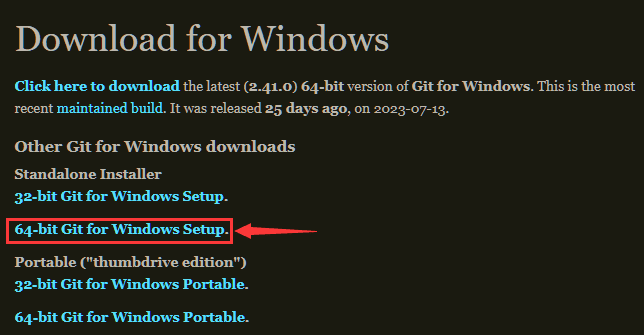 Download for Windows
Click here to download the latest (2.41.0) 64-bit version of Git for Windows. This is the most
recent maintained build. It was released 25 days ago, on 2023-07-13.
Other Git for Windows downloads
Standalone Installer
32-bit Git for Windows Setup.
64-bit Git for Windows Setup.
Portable ("thumbdrive edition")
32-bit Git for Windows Portable.
64-bit Git for Windows Portable.